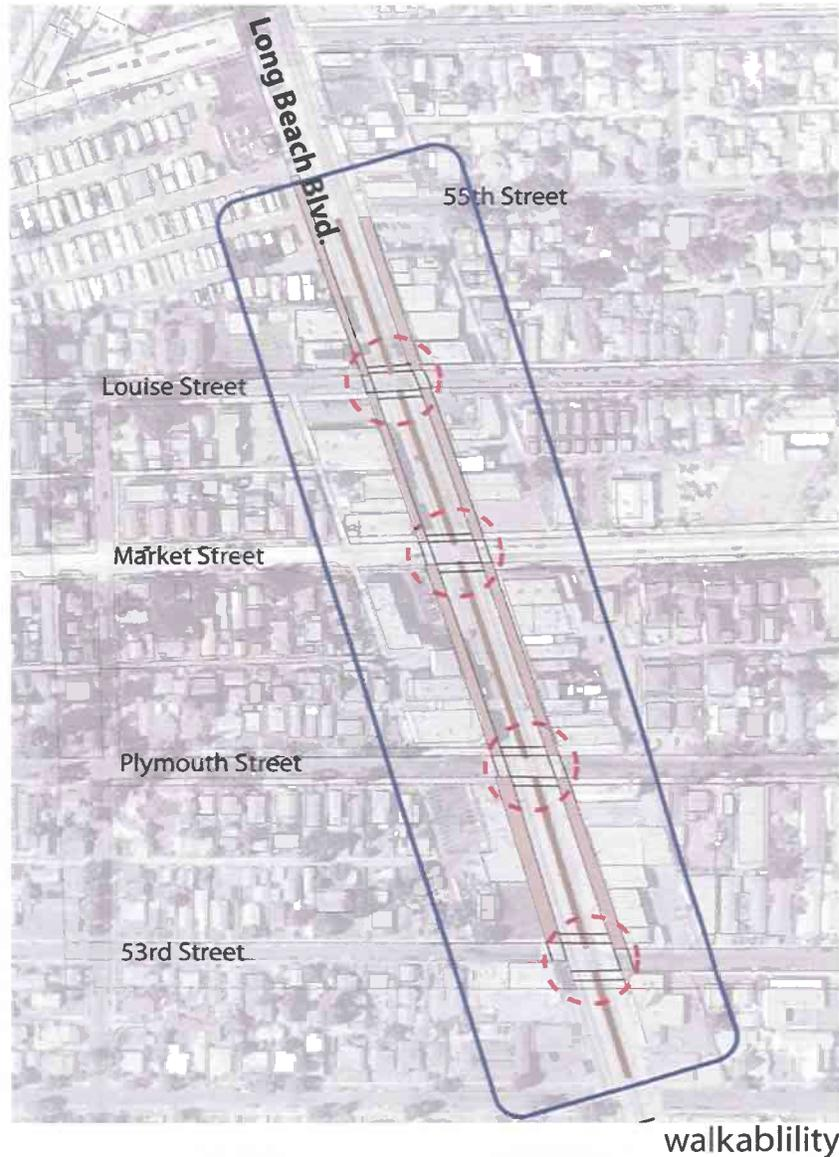 Long Beach Blvd.
55th Street
Louise Street
Market Street
Plymouth Street
53rd Street
walkablility